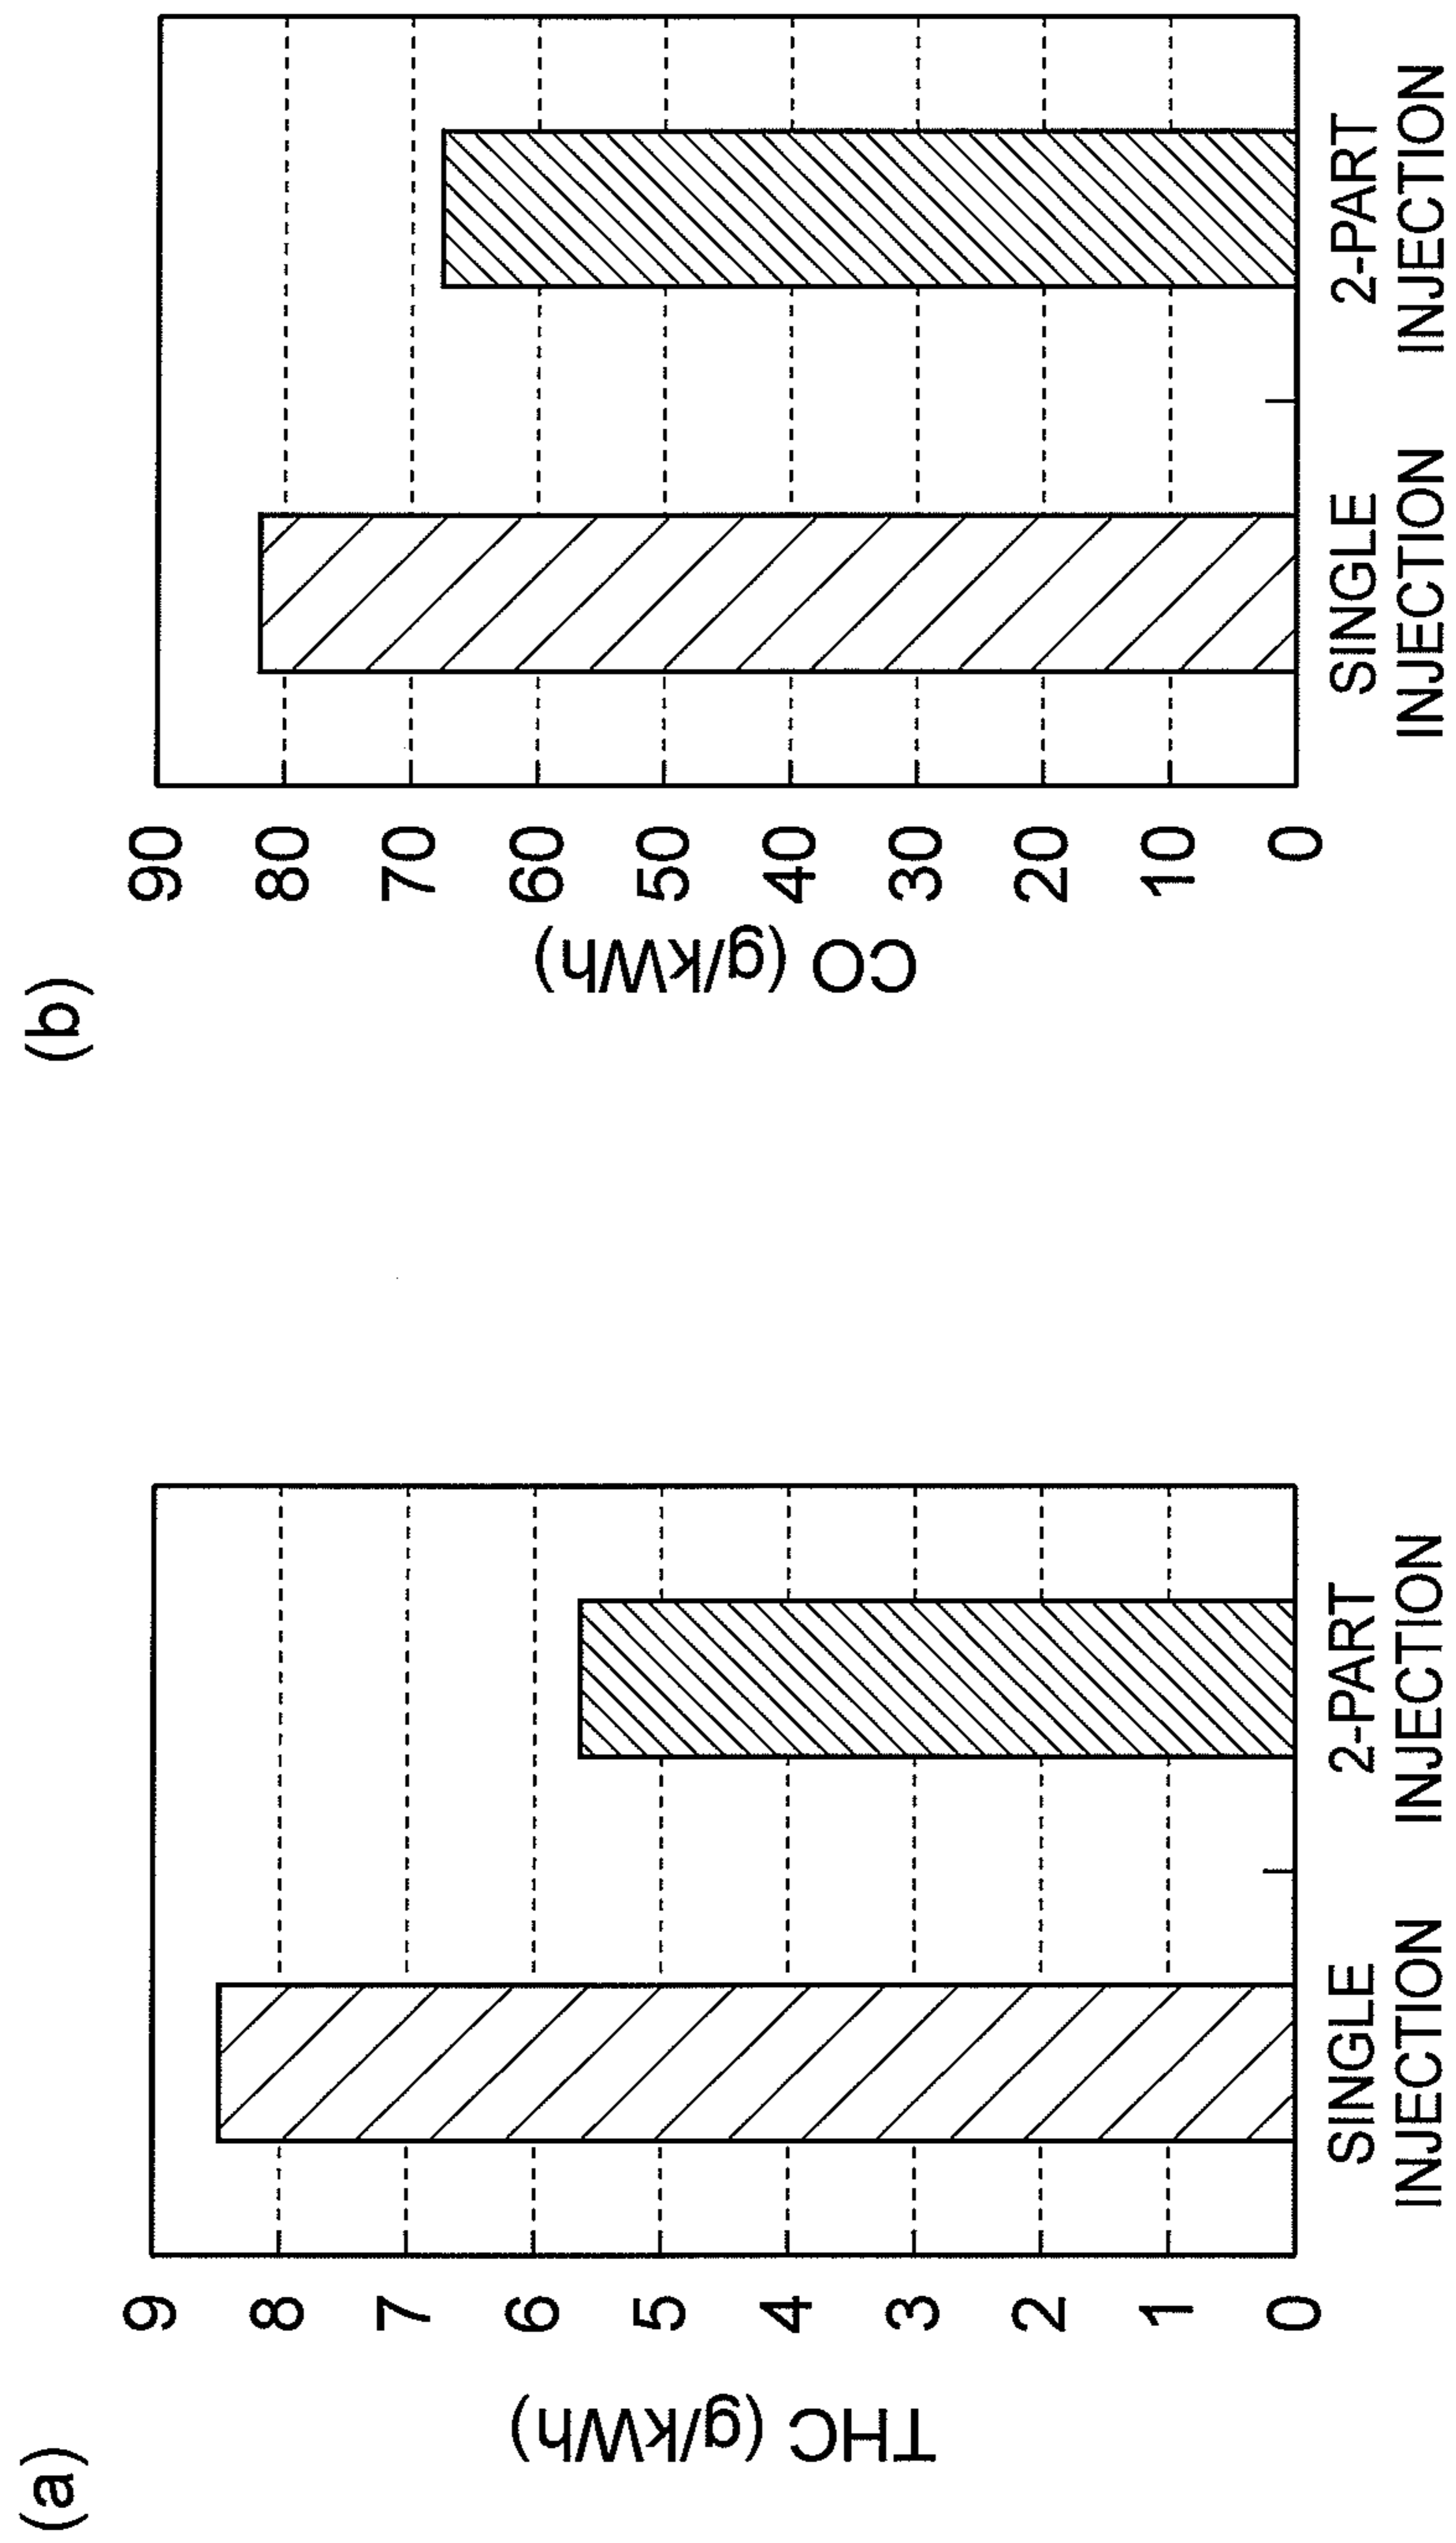 (a)
THC (g/kWh)
9
8
7
6
5
4
3
2
1
0
SINGLE
INJECTION
2-PART
INJECTION
(b)
CO (g/kWh)
90
80
70
60
50
40
30
20
10
0
SINGLE
INJECTION
2-PART
INJECTION